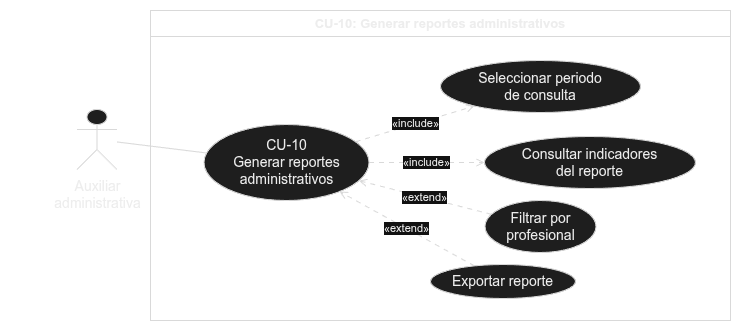 CU-10: Generar reportes administrativos
Seleccionar periodo
de consulta
«include»
CU-10
Generar reportes
administrativos
«include»
Consultar indicadores
del reporte
Auxiliar
administrativa
«extend»
Filtrar por
profesional
«extend»
Exportar reporte